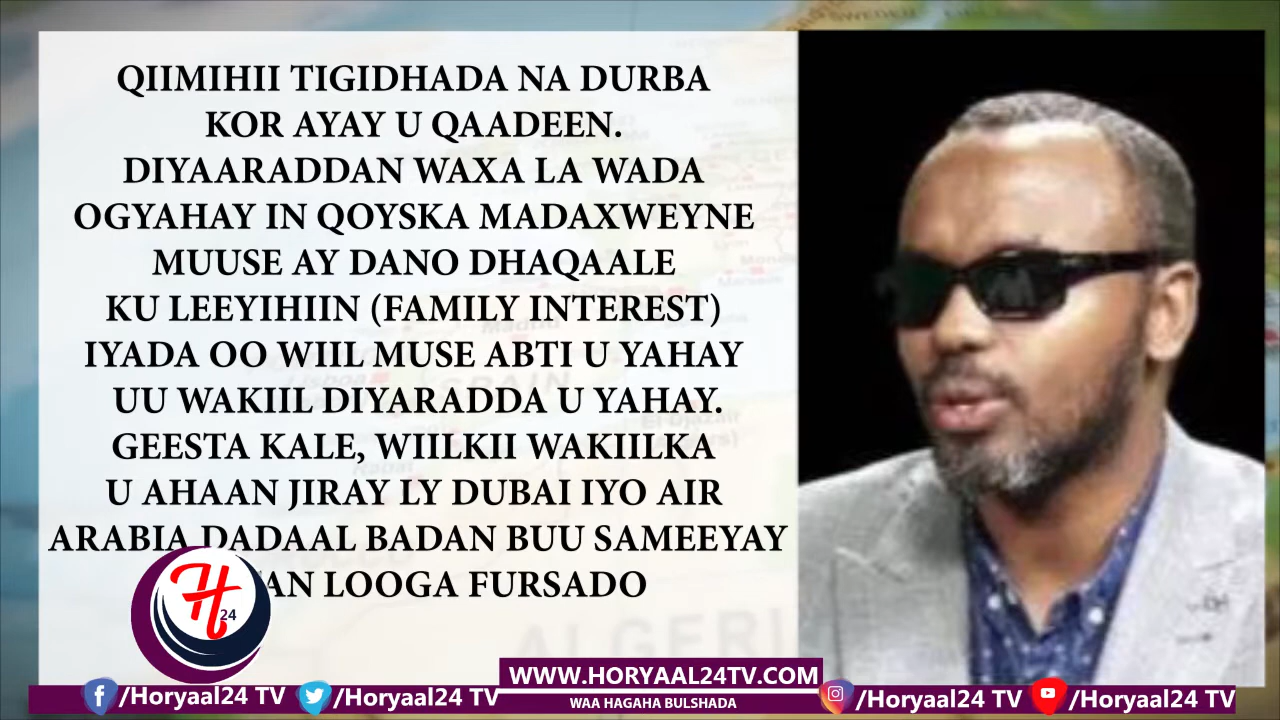 QIIMIHII TIGIDHADA NA DURBA
KOR AYAY U QAADEEN.
DIYAARADDAN WAXA LA WADA
OGYAHAY IN QOYSKA MADAXWEYNE
MUUSE AY DANO DHAQAALE
KU LEEYIHIIN (FAMILY INTEREST)
IYADA OO WIIL MUSE ABTI U YAHAY
UU WAKIIL DIYARADDA U YAHAY.
GEESTA KALE, WIILKII WAKIILKA
U AHAAN JIRAY LY DUBAI IYO AIR
ARABIA DADAAL BADAN BUU SAMEEYAY
LOOGA FURSADO
H 24
WWW.HORYAAL24TV.COM
/Horyaal24 TV /Horyaal24 TV WAA HAGAHA BULSHADA /Horyaal24 TV /Horyaal24 TV
SPAIN
ALGERI